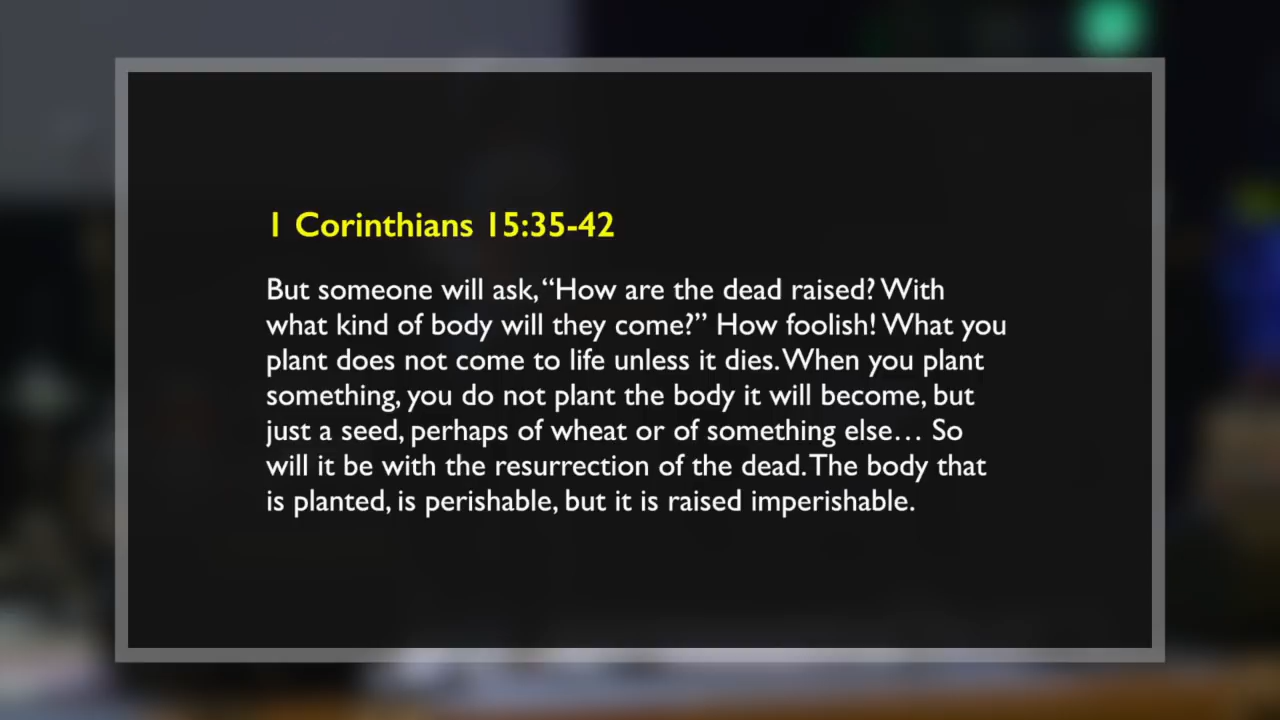 1 Corinthians 15:35-42
But someone will ask, “How are the dead raised? With
what kind of body will they come?” How foolish! What you
plant does not come to life unless it dies. When you plant
something, you do not plant the body it will become, but
just a seed, perhaps of wheat or of something else… So
will it be with the resurrection of the dead. The body that
is planted, is perishable, but it is raised imperishable.